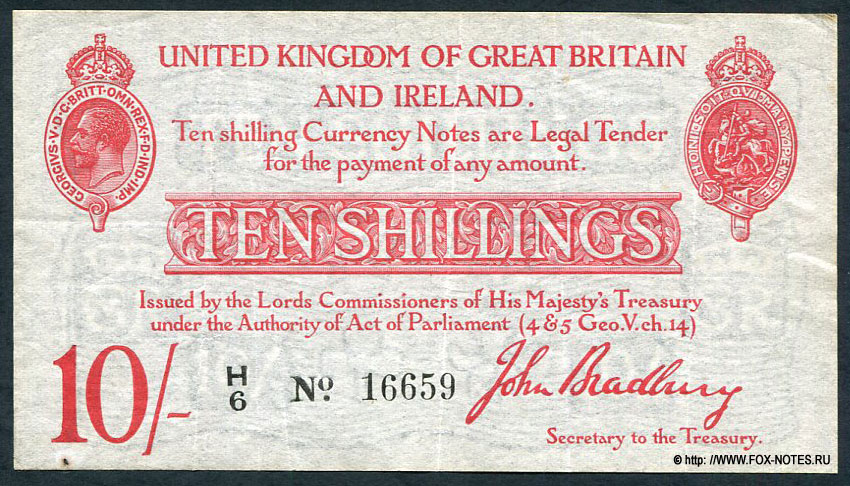 UNITED KINGDOM OF GREAT BRITAIN
AND IRELAND.
GEORGIVS·V·D·G·BRITT·OMN·REX·F·D·IND·IMP·
HONI·SOIT·QVI·MAL·Y·PENSE
Ten shilling Currency Notes are Legal Tender
for the payment of any amount.
TEN SHILLINGS
Issued by the Lords Commissioners of His Majesty's Treasury
under the Authority of Act of Parliament (4 & 5 Geo.V. ch.14)
10/-
H
6
No. 16659
John Bradbury
Secretary to the Treasury.
© http: //WWW.FOX-NOTES.RU